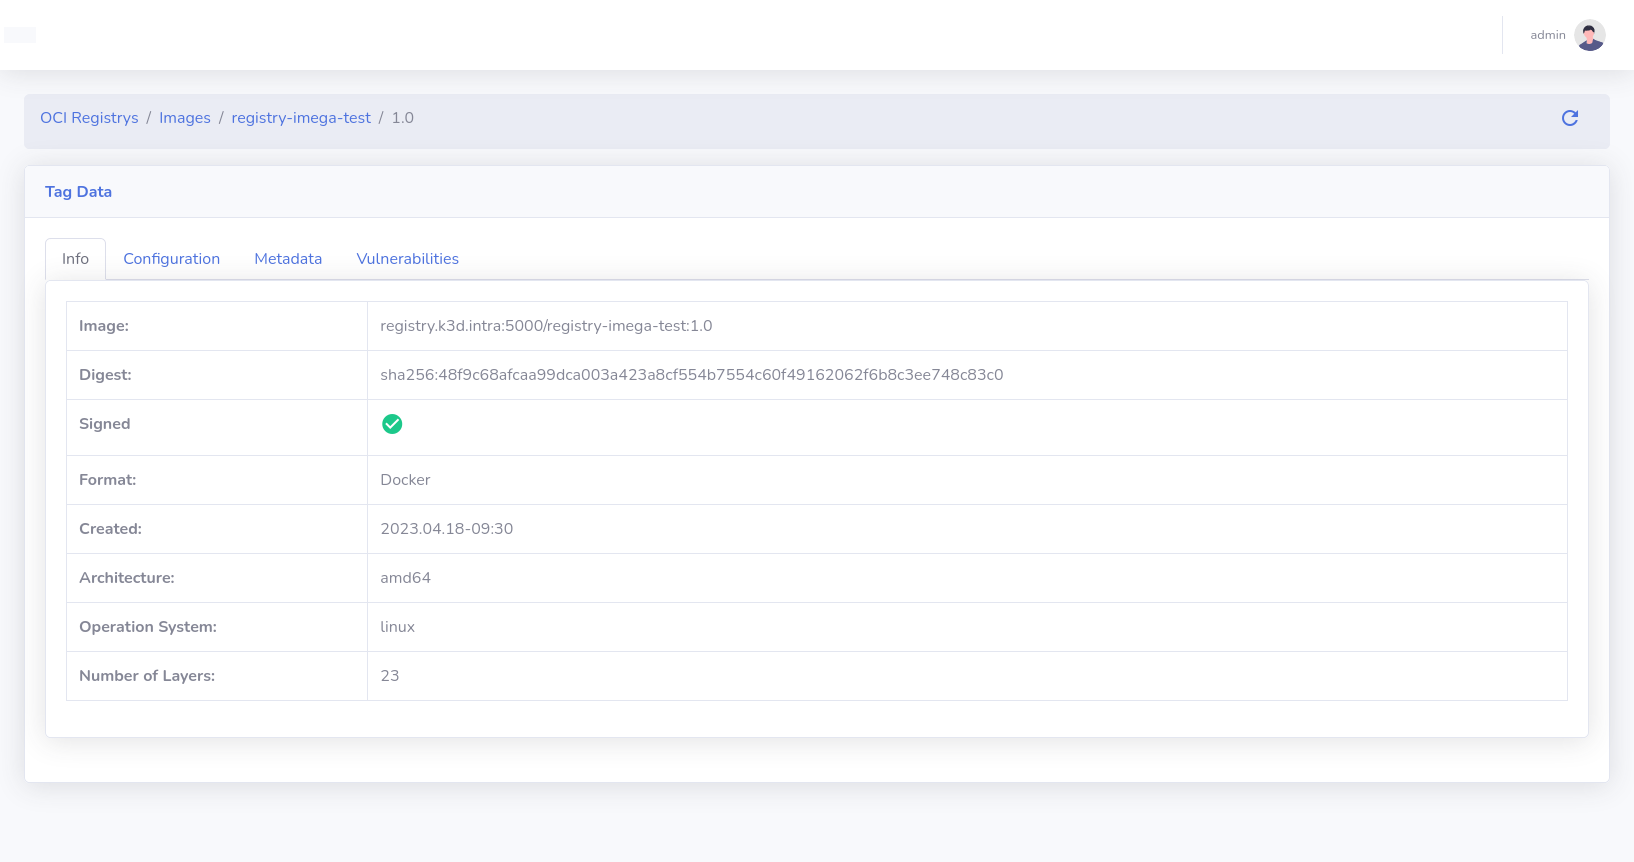 admin
OCI Registrys / Images / registry-imega-test / 1.0
Tag Data
Info Configuration Metadata Vulnerabilities
Image: registry.k3d.intra:5000/registry-imega-test:1.0
Digest: sha256:48f9c68afcaa99dca003a423a8cf554b7554c60f49162062f6b8c3ee748c83c0
Signed
Format: Docker
Created: 2023.04.18-09:30
Architecture: amd64
Operation System: linux
Number of Layers: 23